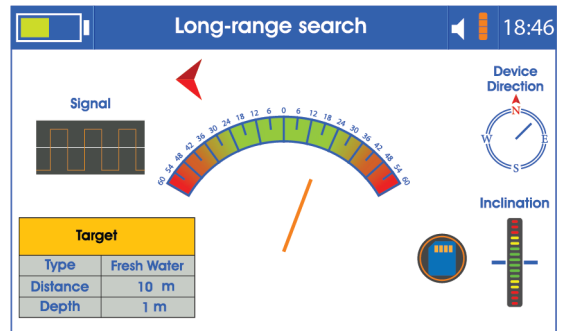 Long-range search
18:46
Signal
60 54 48 42 36 30 24 18 12 6 0 6 12 18 24 30 36 42 48 54 60
Device
Direction
N
W E
S
Inclination
Target
Type Fresh Water
Distance 10 m
Depth 1 m